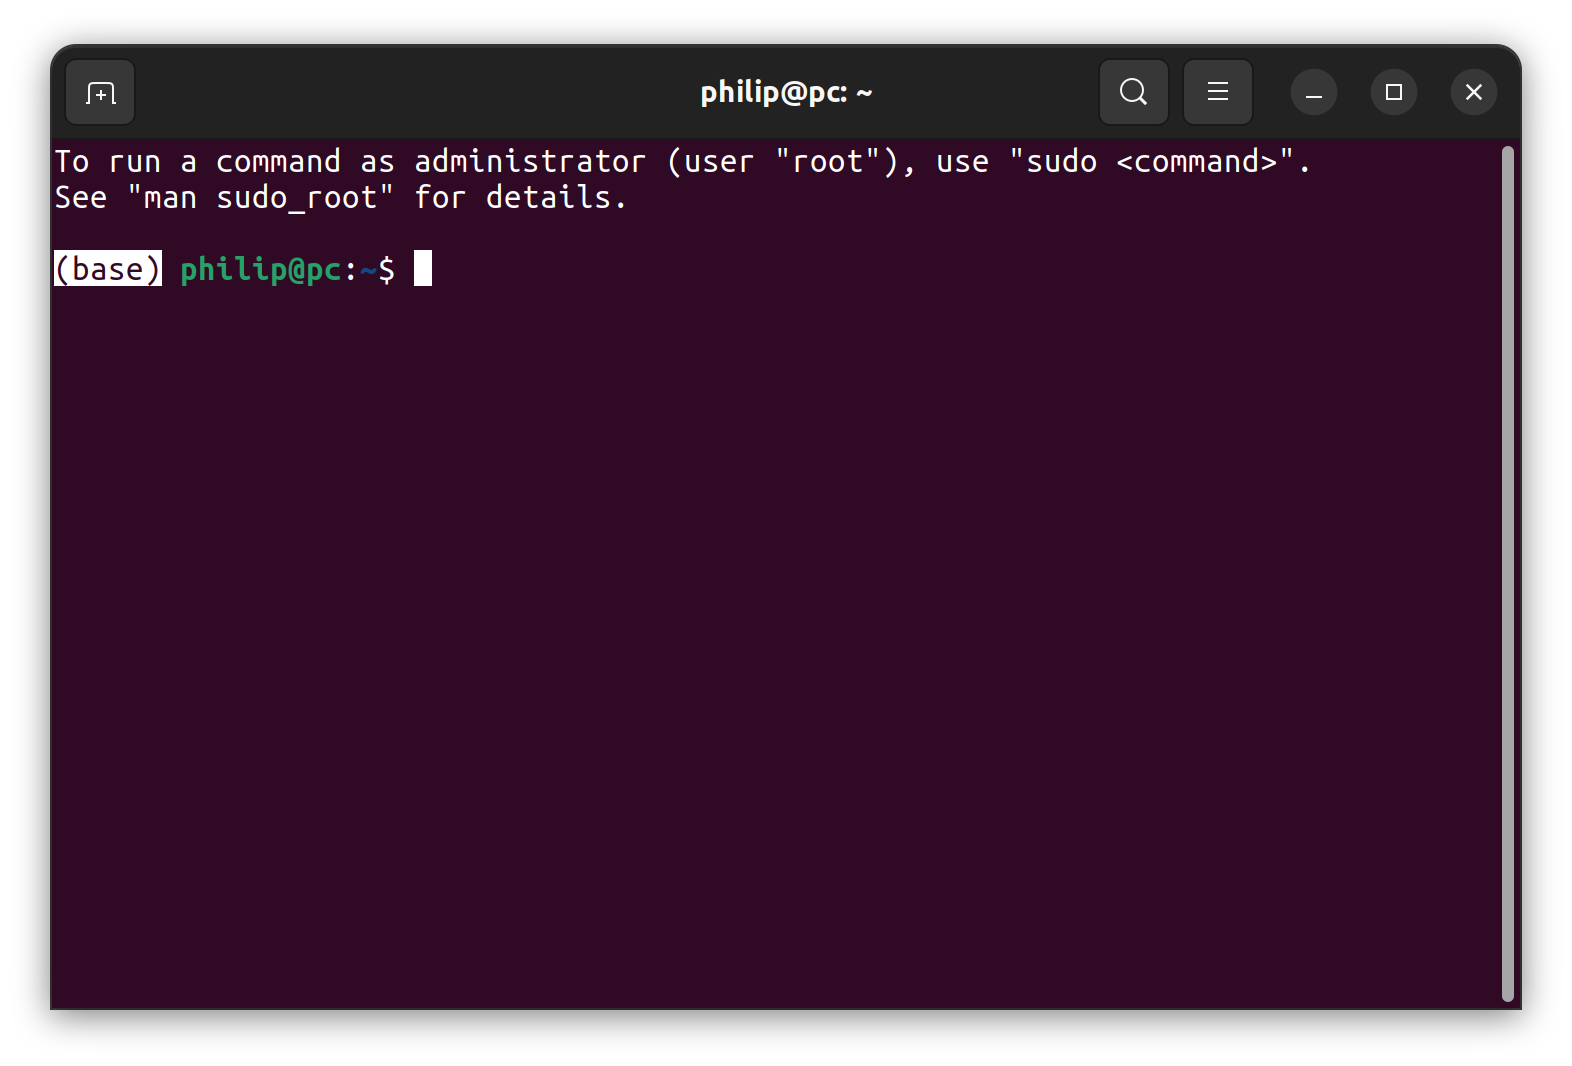 philip@pc: ~
To run a command as administrator (user "root"), use "sudo <command>".
See "man sudo_root" for details.
(base) philip@pc:~$